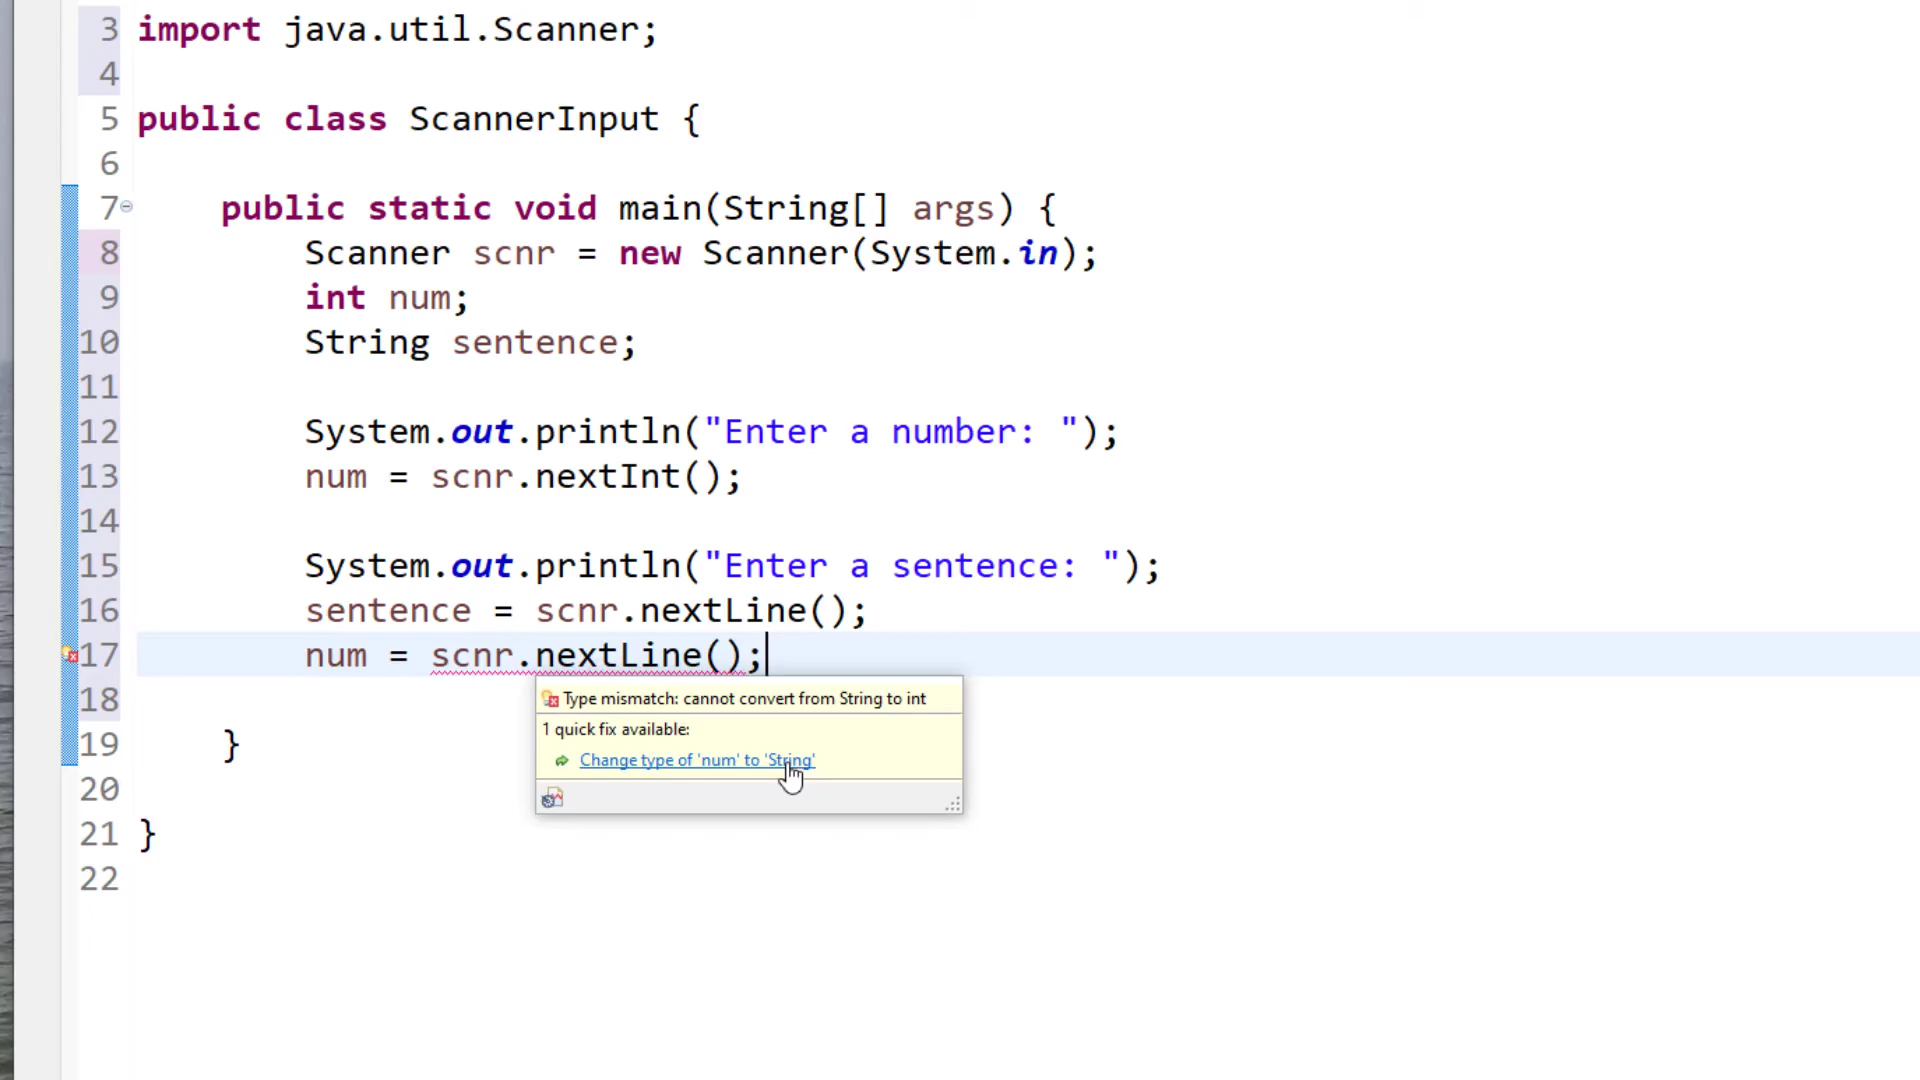 3 import java.util.Scanner;
4
5 public class ScannerInput {
6
7 public static void main(String[] args) {
8 Scanner scnr = new Scanner(System.in);
9 int num;
10 String sentence;
11
12 System.out.println("Enter a number: ");
13 num = scnr.nextInt();
14
15 System.out.println("Enter a sentence: ");
16 sentence = scnr.nextLine();
17 num = scnr.nextLine();
Type mismatch: cannot convert from String to int
1 quick fix available:
Change type of 'num' to 'String'
18
19 }
20
21 }
22